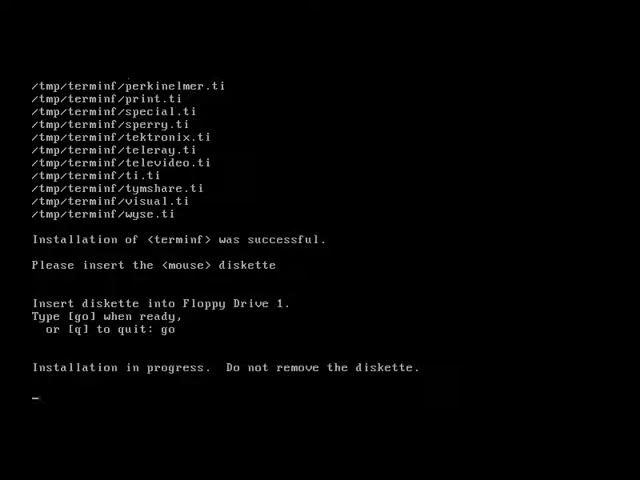 /tmp/terminf/perkinelmer.ti
/tmp/terminf/print.ti
/tmp/terminf/special.ti
/tmp/terminf/sperry.ti
/tmp/terminf/tektronix.ti
/tmp/terminf/teleray.ti
/tmp/terminf/televideo.ti
/tmp/terminf/ti.ti
/tmp/terminf/tymshare.ti
/tmp/terminf/visual.ti
/tmp/terminf/wyse.ti
Installation of <terminf> was successful.
Please insert the <mouse> diskette
Insert diskette into Floppy Drive 1.
Type [go] when ready,
or [q] to quit: go
Installation in progress.  Do not remove the diskette.